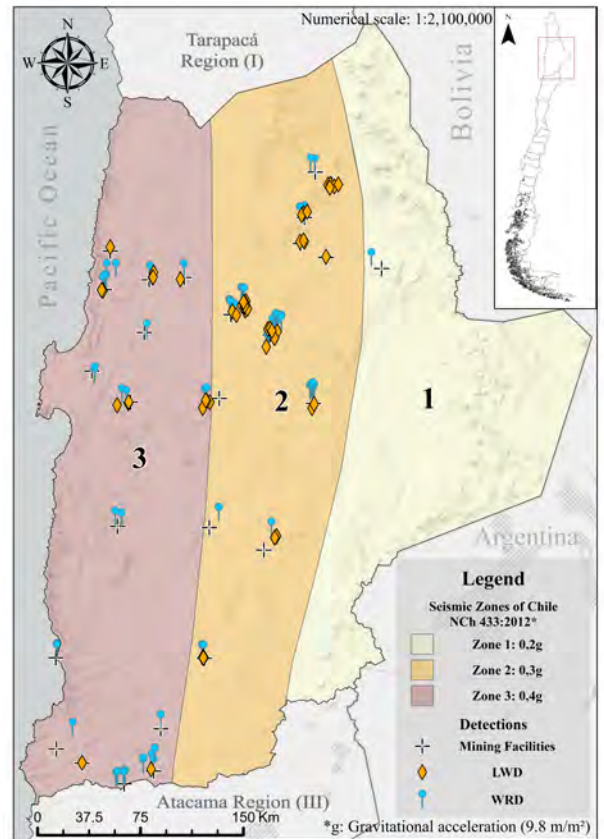 Numerical scale: 1:2,100,000
N
W E
S
N
Tarapacá
Region (I)
Bolivia
Pacific Ocean
1
2
3
Argentina
Legend
Seismic Zones of Chile
NCh 433:2012*
Zone 1: 0,2g
Zone 2: 0,3g
Zone 3: 0,4g
Detections
Mining Facilities
LWD
WRD
Atacama Region (III)
0 37.5 75 150 Km
*g: Gravitational acceleration (9.8 m/m²)